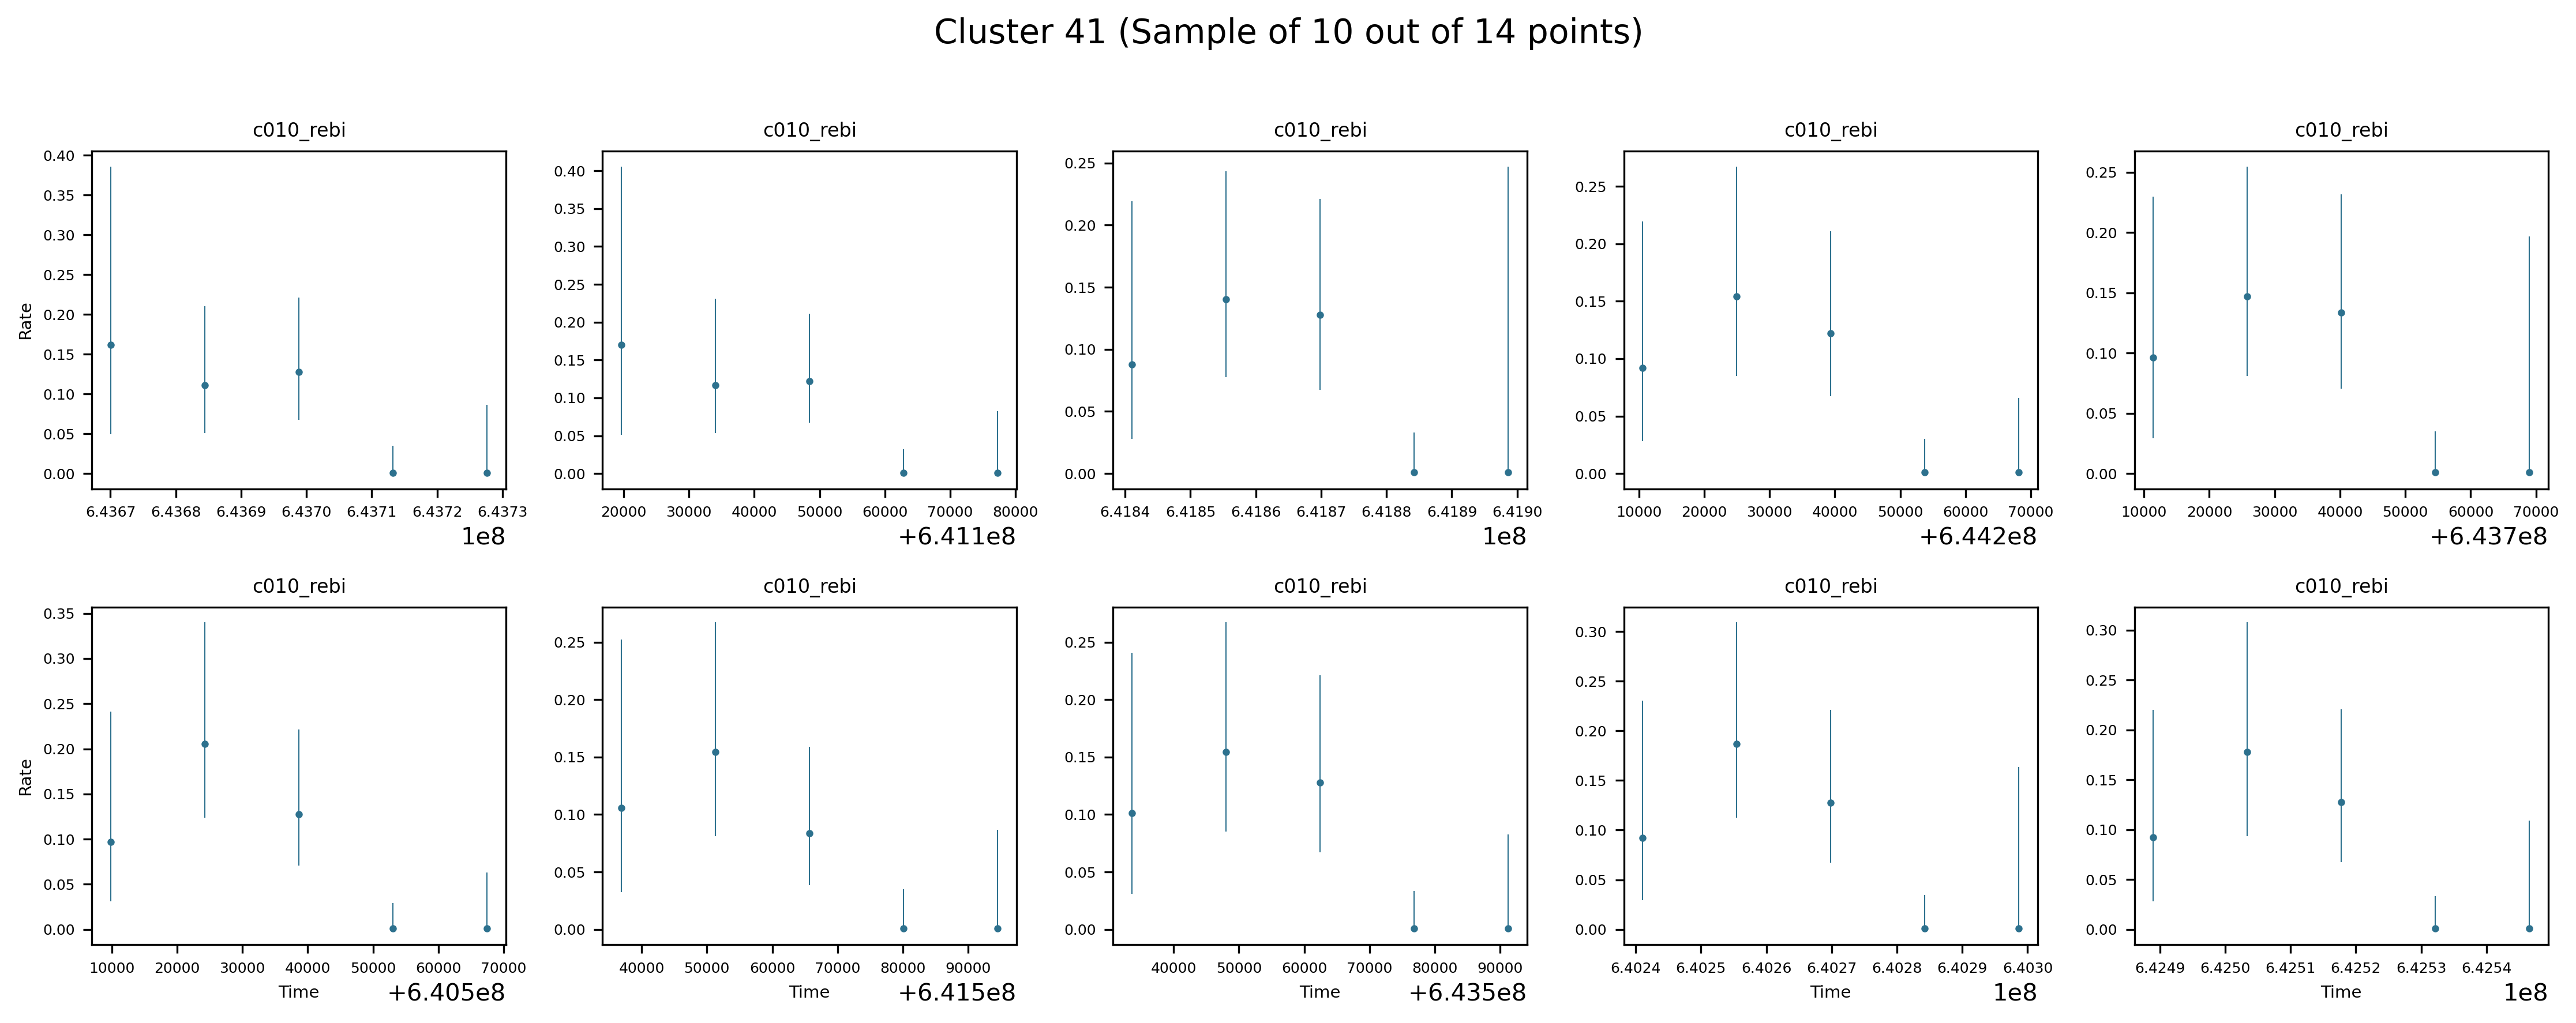 Cluster 41 (Sample of 10 out of 14 points)
c010_rebi c010_rebi c010_rebi c010_rebi c010_rebi
0.40
0.35
0.30
0.25
0.20
0.15
0.10
0.05
0.00
Rate
6.4367 6.4368 6.4369 6.4370 6.4371 6.4372 6.4373
1e8
0.40
0.35
0.30
0.25
0.20
0.15
0.10
0.05
0.00
20000 30000 40000 50000 60000 70000 80000
+6.411e8
0.25
0.20
0.15
0.10
0.05
0.00
6.4184 6.4185 6.4186 6.4187 6.4188 6.4189 6.4190
1e8
0.25
0.20
0.15
0.10
0.05
0.00
10000 20000 30000 40000 50000 60000 70000
+6.442e8
0.25
0.20
0.15
0.10
0.05
0.00
10000 20000 30000 40000 50000 60000 70000
+6.437e8
c010_rebi c010_rebi c010_rebi c010_rebi c010_rebi
0.35
0.30
0.25
0.20
0.15
0.10
0.05
0.00
Rate
10000 20000 30000 40000 50000 60000 70000
Time +6.405e8
0.25
0.20
0.15
0.10
0.05
0.00
40000 50000 60000 70000 80000 90000
Time +6.415e8
0.25
0.20
0.15
0.10
0.05
0.00
40000 50000 60000 70000 80000 90000
Time +6.435e8
0.30
0.25
0.20
0.15
0.10
0.05
0.00
6.4024 6.4025 6.4026 6.4027 6.4028 6.4029 6.4030
Time 1e8
0.30
0.25
0.20
0.15
0.10
0.05
0.00
6.4249 6.4250 6.4251 6.4252 6.4253 6.4254
Time 1e8